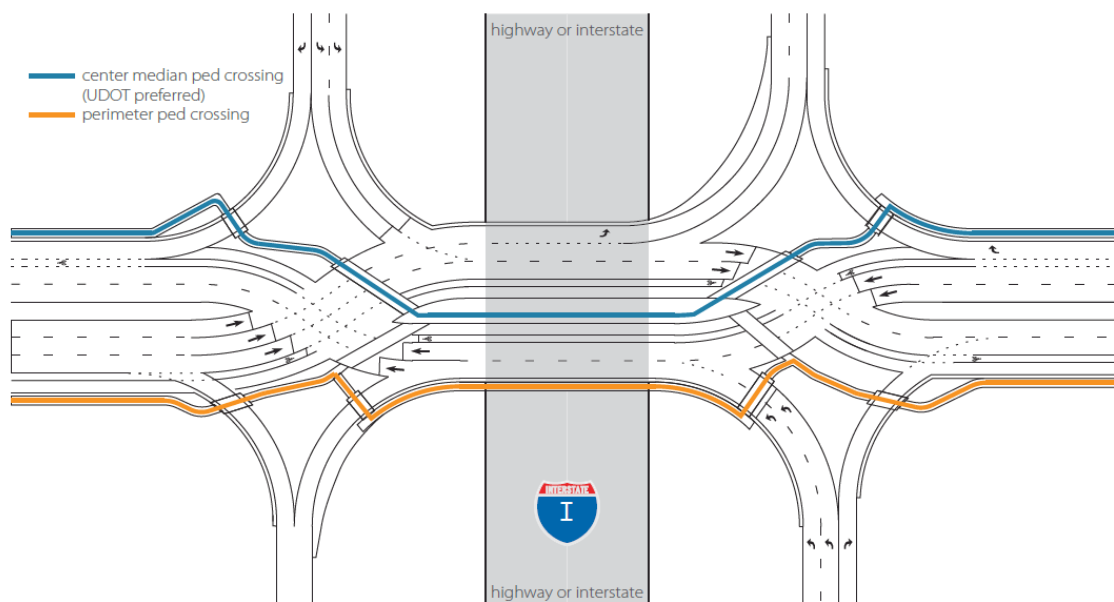 highway or interstate
center median ped crossing
(UDOT preferred)
perimeter ped crossing
INTERSTATE
I
highway or interstate